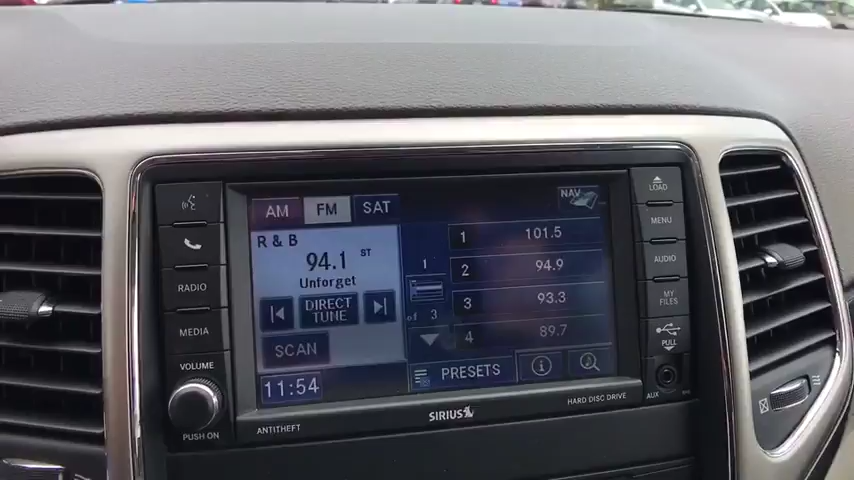 AM FM SAT NAV
R & B
94.1 ST
Unforget
DIRECT TUNE
SCAN
11:54
1
of 3
1 101.5
2 94.9
3 93.3
4 89.7
PRESETS
RADIO
MEDIA
VOLUME
PUSH ON
LOAD
MENU
AUDIO
MY FILES
PULL
AUX
ANTITHEFT
SIRIUS
HARD DISC DRIVE